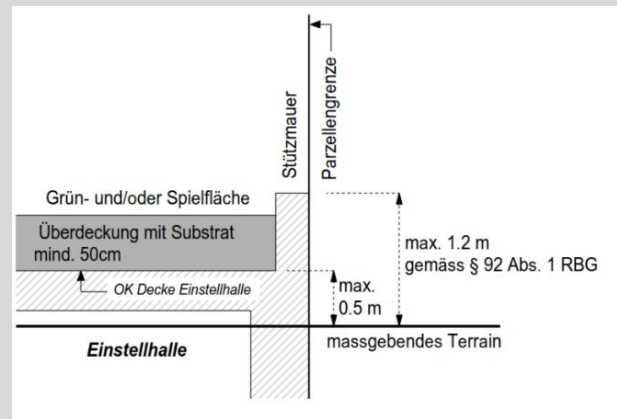 Stützmauer
Parzellengrenze
Grün- und/oder Spielfläche
Überdeckung mit Substrat
mind. 50cm
OK Decke Einstellhalle
max. 1.2 m
gemäss § 92 Abs. 1 RBG
max.
0.5 m
Einstellhalle
massgebendes Terrain